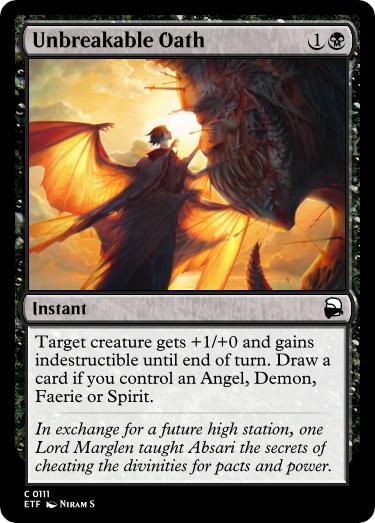 Unbreakable Oath 1
Instant
Target creature gets +1/+0 and gains
indestructible until end of turn. Draw a
card if you control an Angel, Demon,
Faerie or Spirit.
In exchange for a future high station, one
Lord Marglen taught Absari the secrets of
cheating the divinities for pacts and power.
C 0111
ETF Niram S